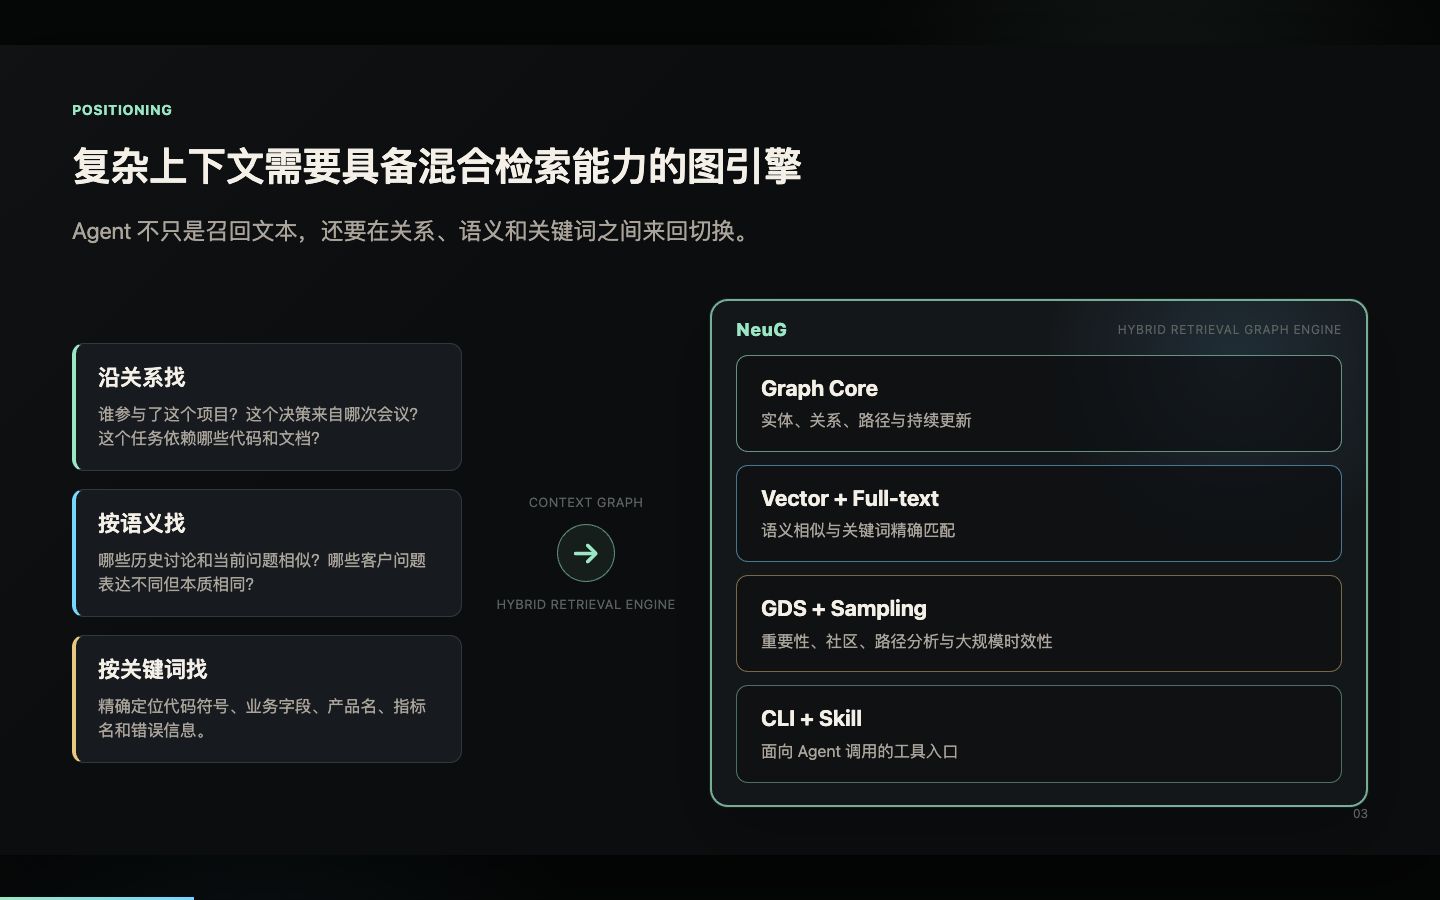 POSITIONING
复杂上下文需要具备混合检索能力的图引擎
Agent 不只是召回文本，还要在关系、语义和关键词之间来回切换。
沿关系找
谁参与了这个项目？这个决策来自哪次会议？
这个任务依赖哪些代码和文档？
按语义找
哪些历史讨论和当前问题相似？哪些客户问题
表达不同但本质相同？
按关键词找
精确定位代码符号、业务字段、产品名、指标
名和错误信息。
CONTEXT GRAPH
HYBRID RETRIEVAL ENGINE
NeuG
HYBRID RETRIEVAL GRAPH ENGINE
Graph Core
实体、关系、路径与持续更新
Vector + Full-text
语义相似与关键词精确匹配
GDS + Sampling
重要性、社区、路径分析与大规模时效性
CLI + Skill
面向 Agent 调用的工具入口
03